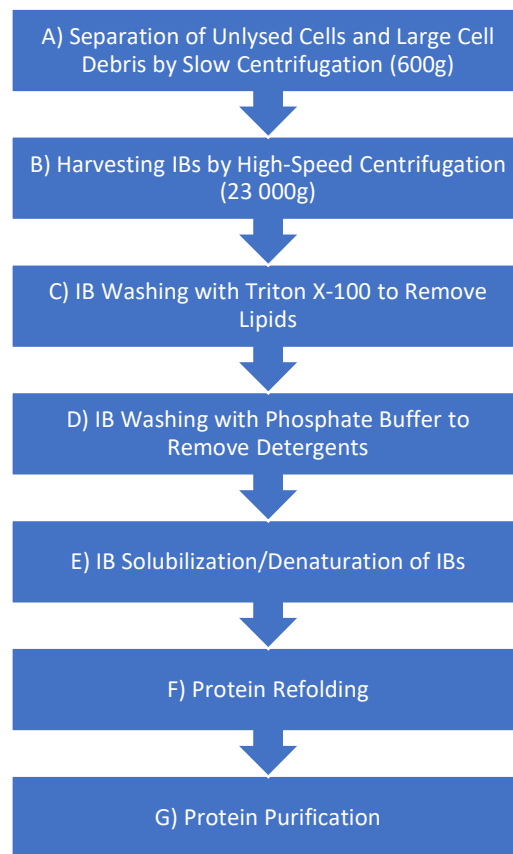 A) Separation of Unlysed Cells and Large Cell
Debris by Slow Centrifugation (600g)
B) Harvesting IBs by High-Speed Centrifugation
(23 000g)
C) IB Washing with Triton X-100 to Remove
Lipids
D) IB Washing with Phosphate Buffer to
Remove Detergents
E) IB Solubilization/Denaturation of IBs
F) Protein Refolding
G) Protein Purification